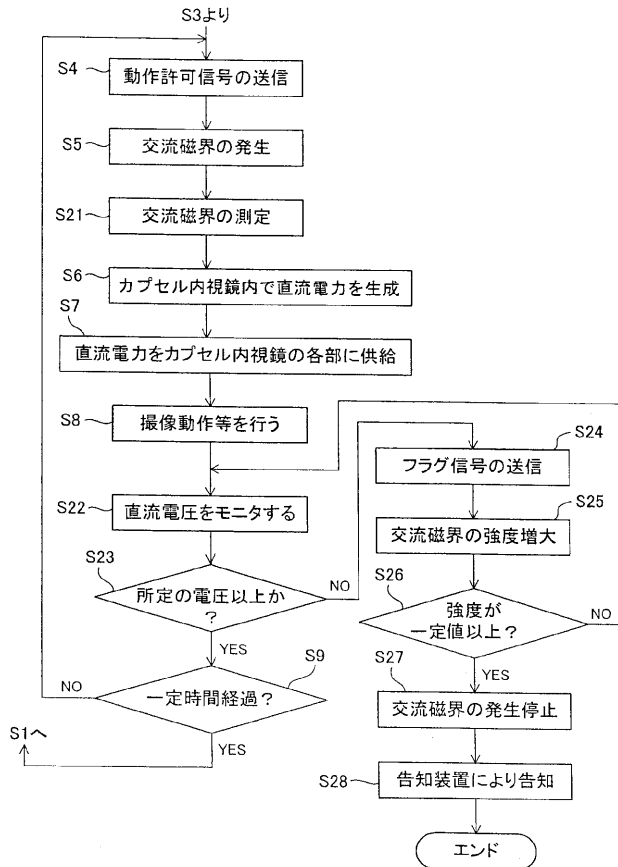 S3より
S4
動作許可信号の送信
S5
交流磁界の発生
S21
交流磁界の測定
S6
カプセル内視鏡内で直流電力を生成
S7
直流電力をカプセル内視鏡の各部に供給
S8
撮像動作等を行う
S22
直流電圧をモニタする
S23
所定の電圧以上か
?
NO
YES
S9
一定時間経過?
NO
YES
S1へ
S24
フラグ信号の送信
S25
交流磁界の強度増大
S26
強度が
一定値以上?
NO
YES
S27
交流磁界の発生停止
S28
告知装置により告知
エンド